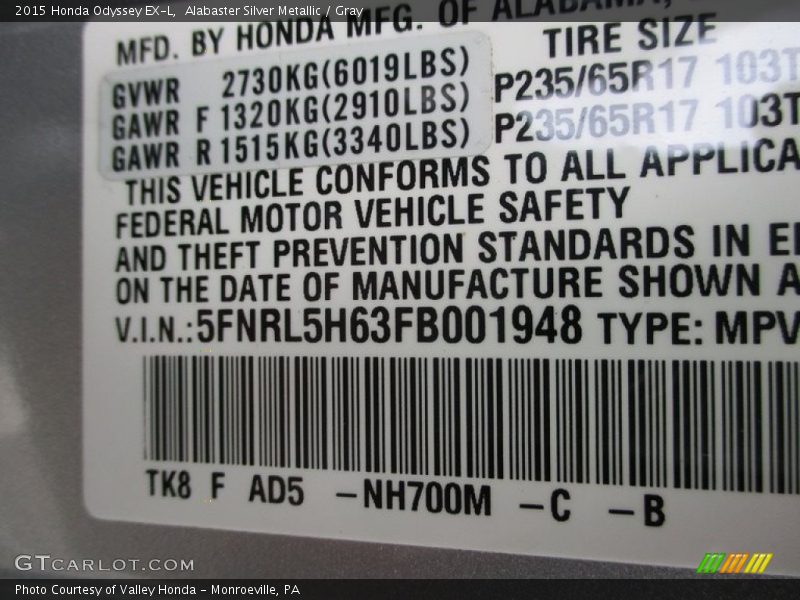 2015 Honda Odyssey EX-L, Alabaster Silver Metallic / Gray
MFD. BY HONDA MFG. OF ALABAMA,
TIRE SIZE
GVWR 2730KG(6019LBS)
GAWR F 1320KG(2910LBS) P235/65R17 103T
GAWR R 1515KG(3340LBS) P235/65R17 103T
THIS VEHICLE CONFORMS TO ALL APPLICA
FEDERAL MOTOR VEHICLE SAFETY
AND THEFT PREVENTION STANDARDS IN
ON THE DATE OF MANUFACTURE SHOWN A
V.I.N.:5FNRL5H63FB001948 TYPE: MPV
TK8 F AD5 -NH700M -C -B
GTCARLOT.COM
Photo Courtesy of Valley Honda - Monroeville, PA